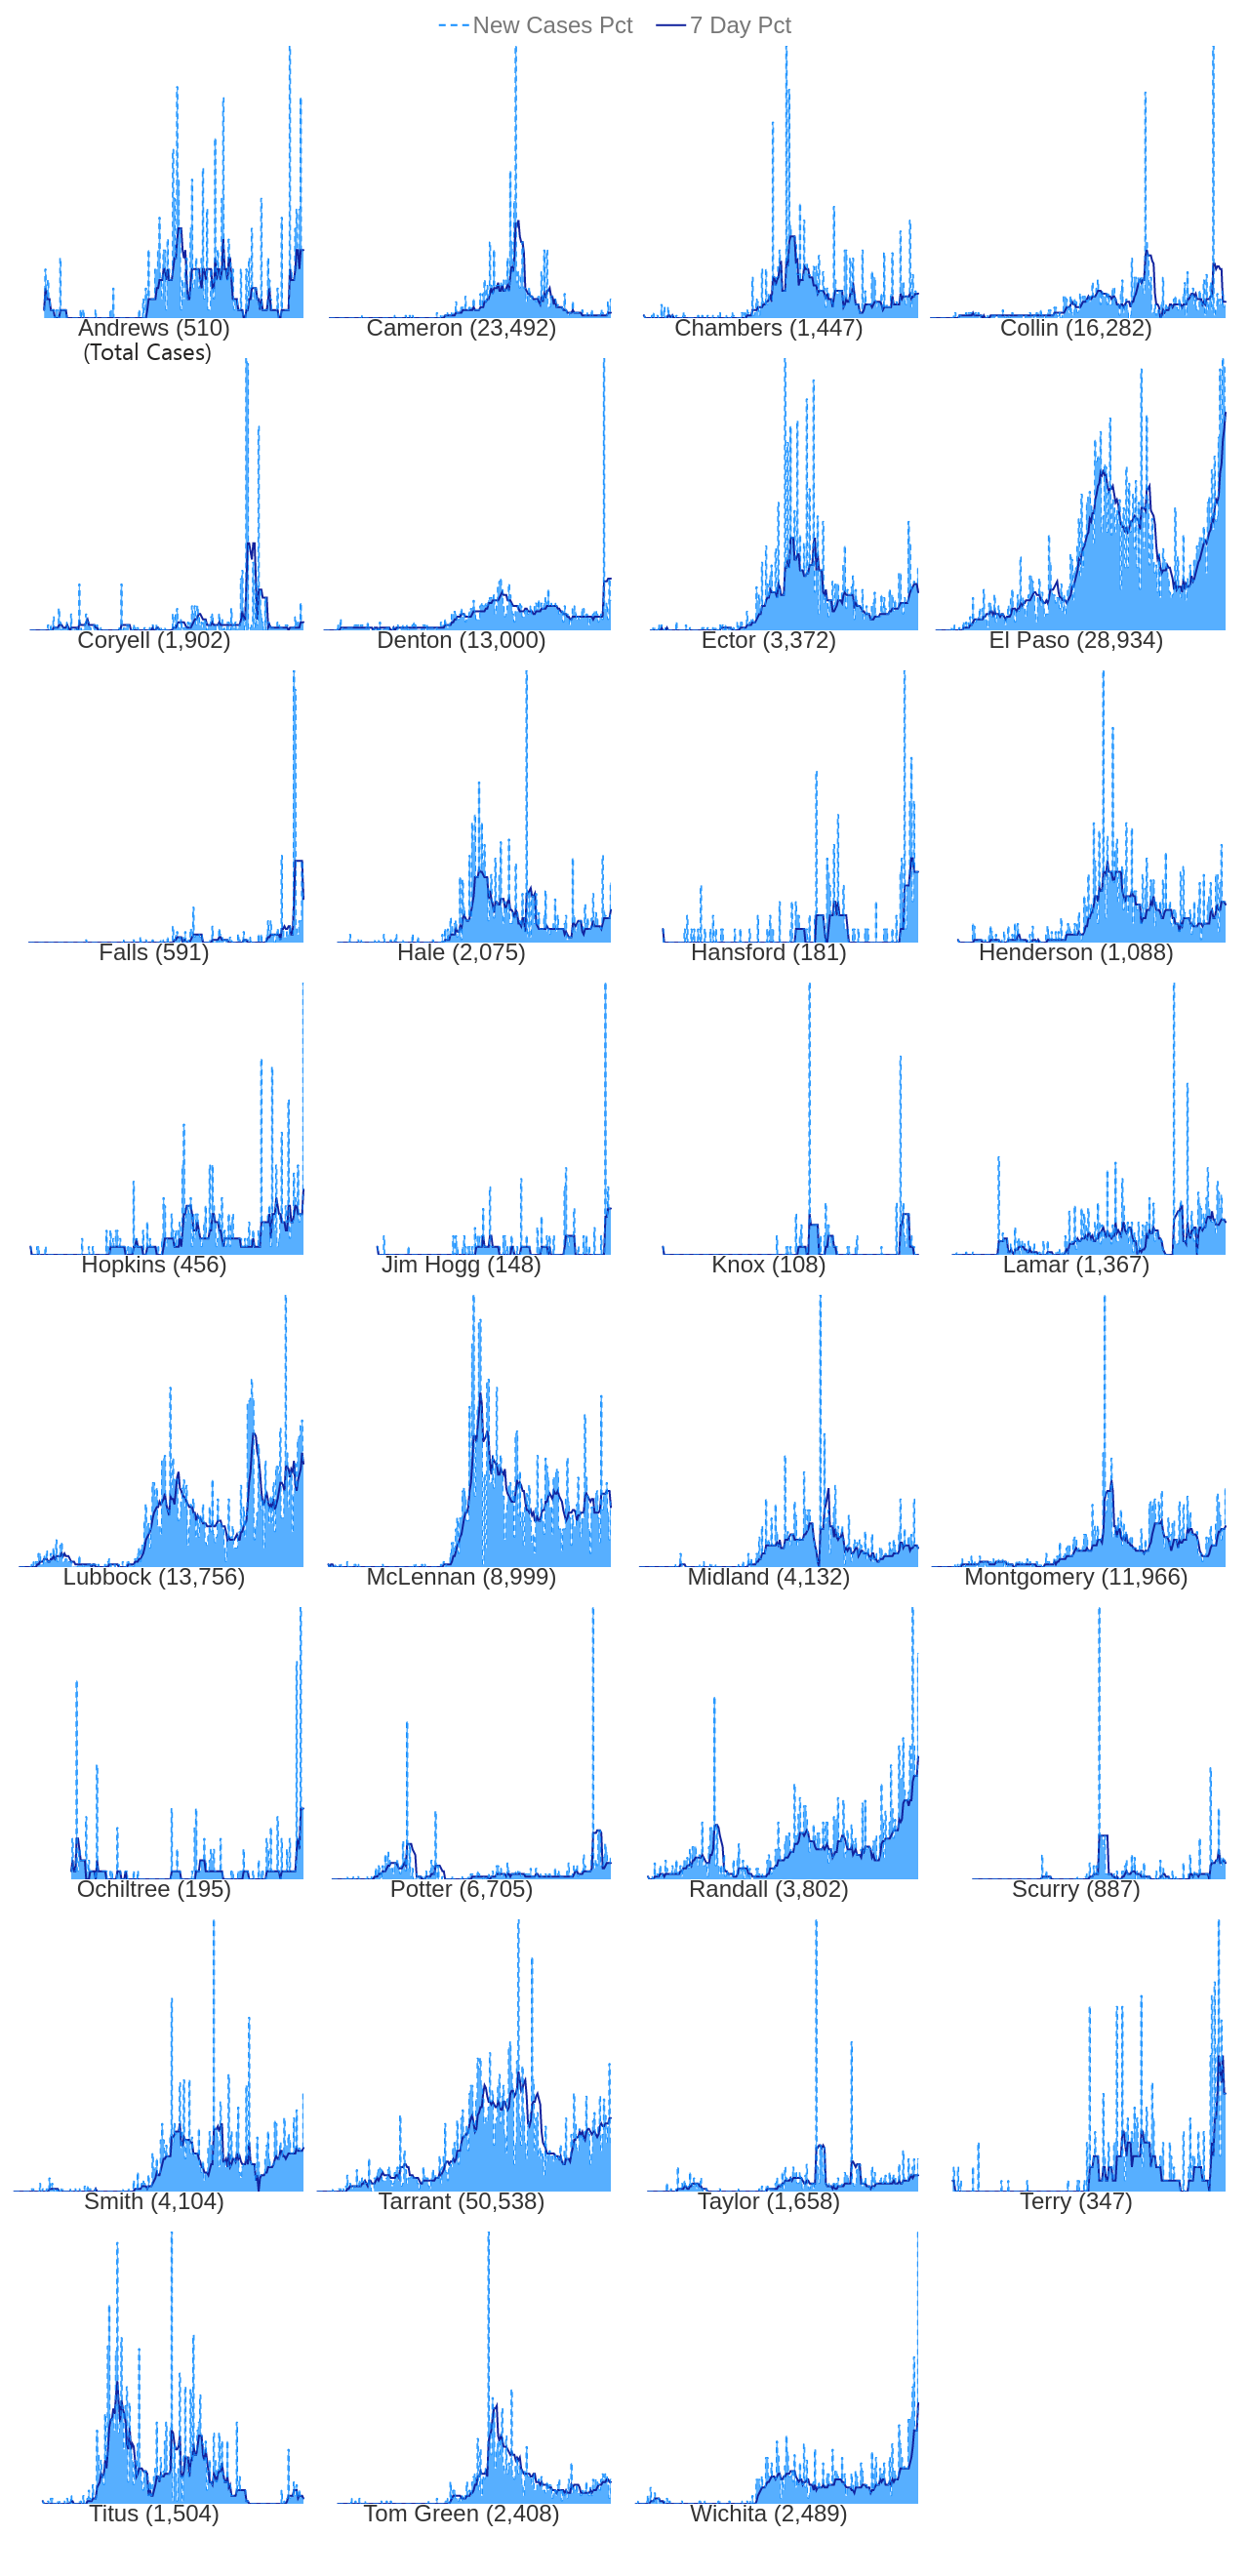 New Cases Pct 7 Day Pct
Andrews (510) Cameron (23,492) Chambers (1,447) Collin (16,282)
(Total Cases)
Coryell (1,902) Denton (13,000) Ector (3,372) El Paso (28,934)
Falls (591) Hale (2,075) Hansford (181) Henderson (1,088)
Hopkins (456) Jim Hogg (148) Knox (108) Lamar (1,367)
Lubbock (13,756) McLennan (8,999) Midland (4,132) Montgomery (11,966)
Ochiltree (195) Potter (6,705) Randall (3,802) Scurry (887)
Smith (4,104) Tarrant (50,538) Taylor (1,658) Terry (347)
Titus (1,504) Tom Green (2,408) Wichita (2,489)